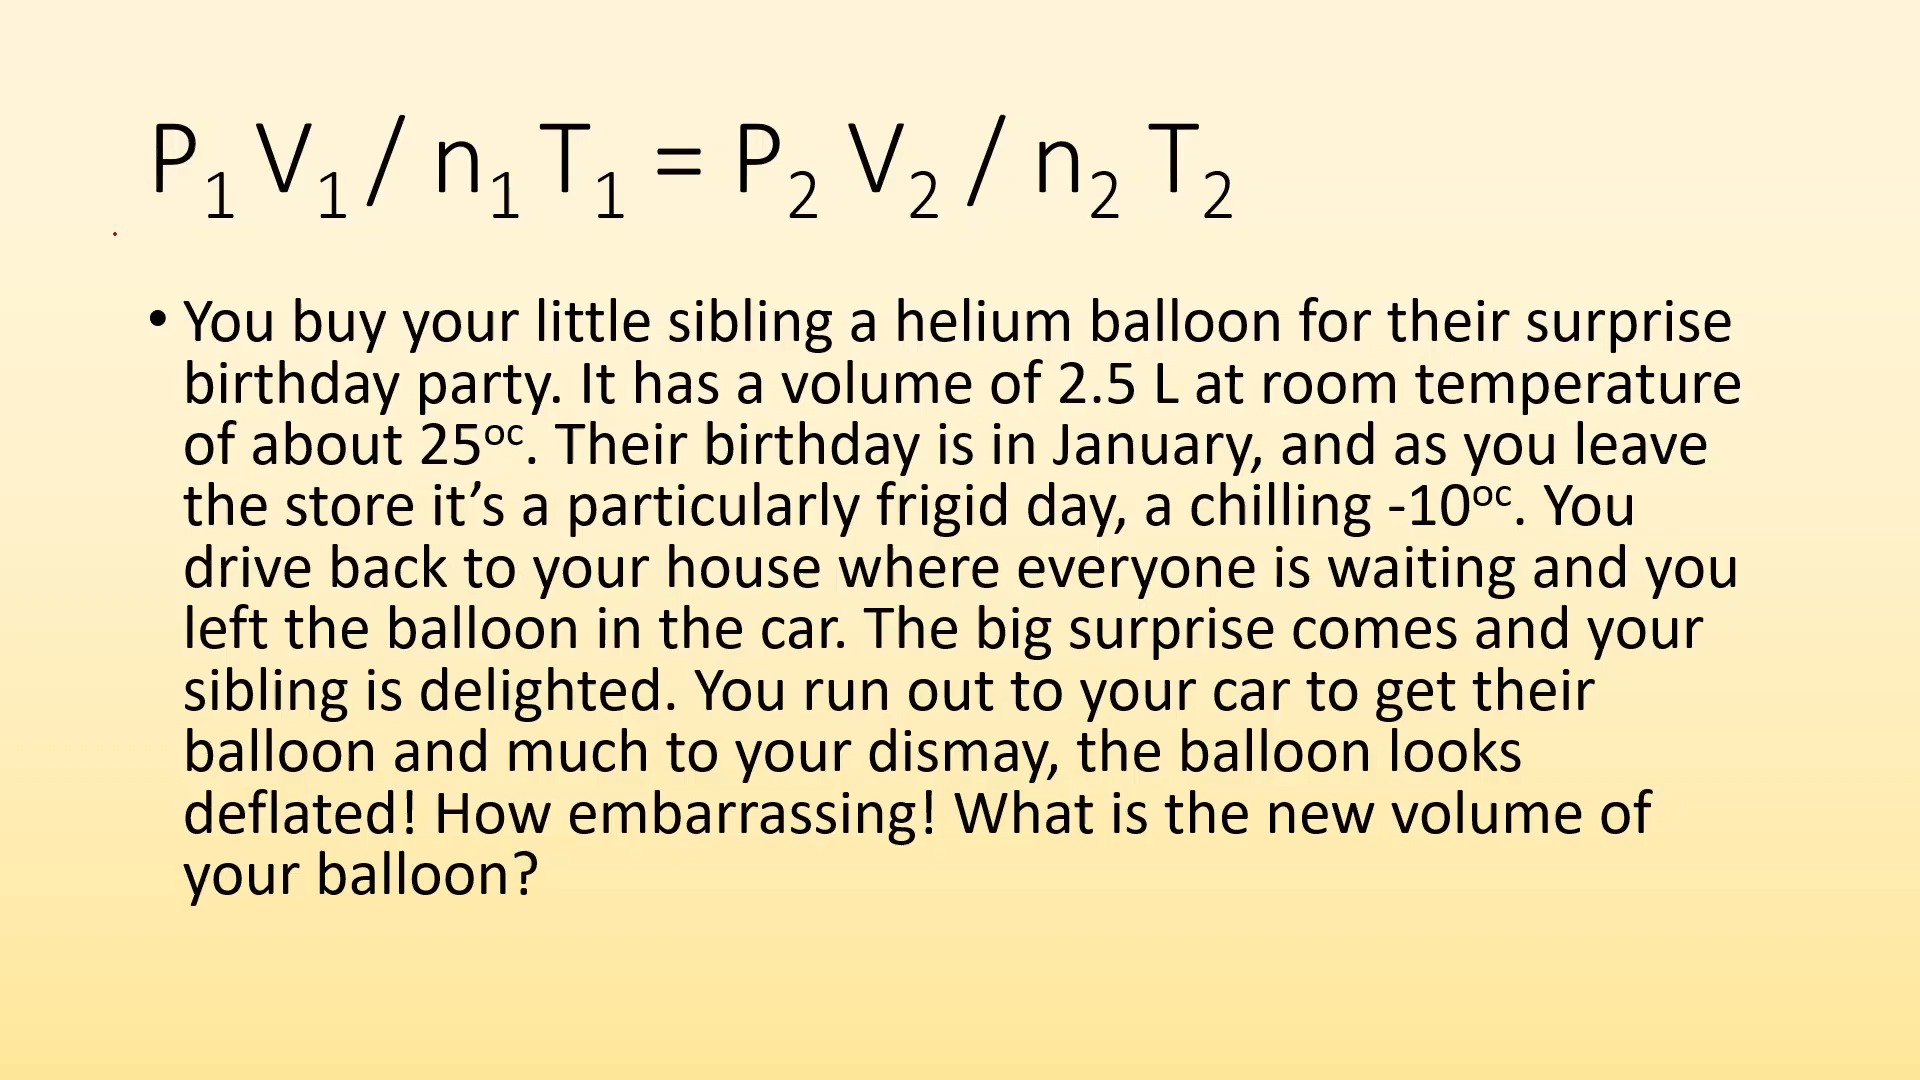 P₁ V₁ / n₁ T₁ = P₂ V₂ / n₂ T₂
• You buy your little sibling a helium balloon for their surprise
birthday party. It has a volume of 2.5 L at room temperature
of about 25ᵒᶜ. Their birthday is in January, and as you leave
the store it’s a particularly frigid day, a chilling -10ᵒᶜ. You
drive back to your house where everyone is waiting and you
left the balloon in the car. The big surprise comes and your
sibling is delighted. You run out to your car to get their
balloon and much to your dismay, the balloon looks
deflated! How embarrassing! What is the new volume of
your balloon?